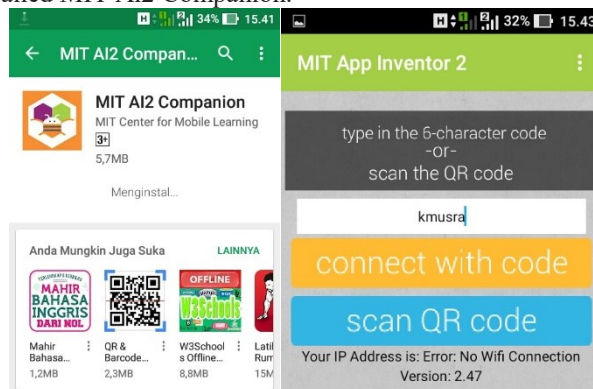 MIT AI2 Companion.
34% 15.41
MIT AI2 Compan...
MIT AI2 Companion
MIT Center for Mobile Learning
3+
5,7MB
Menginstal...
Anda Mungkin Juga Suka
LAINNYA
MAHIR
BAHASA
INGGRIS
DARI NOL
OFFLINE
W3Schools
Mahir
Bahasa...
1,2MB
QR &
Barcode...
2,3MB
W3School
s Offline...
8,8MB
Latil
Rum
15M
H 32% 15.43
MIT App Inventor 2
type in the 6-character code
-or-
scan the QR code
kmusra
connect with code
scan QR code
Your IP Address is: Error: No Wifi Connection
Version: 2.47